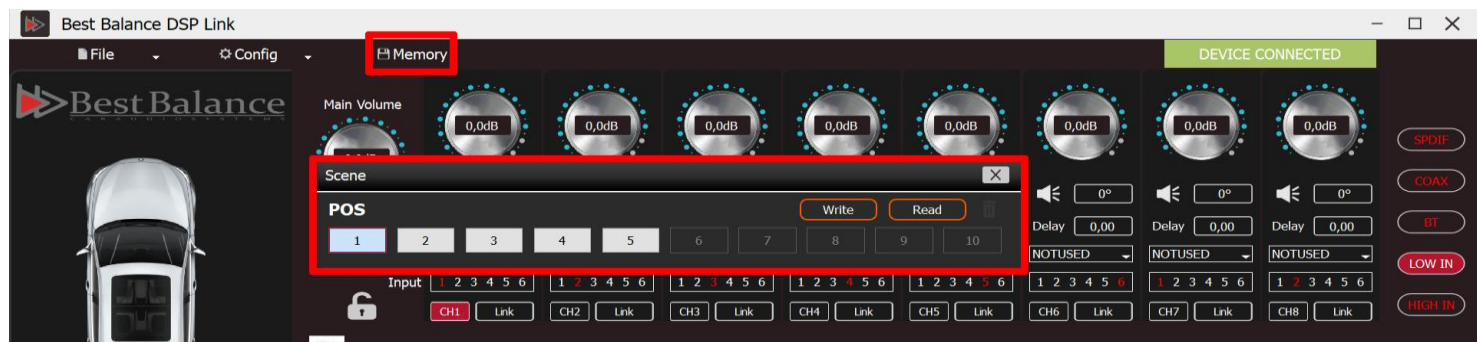 Best Balance DSP Link
File Config Memory DEVICE CONNECTED
Best Balance
CARAUDIOSYSTEMS
Main Volume
0,0dB 0,0dB 0,0dB 0,0dB 0,0dB 0,0dB 0,0dB 0,0dB
SPDIF
Scene
COAX
0° 0° 0°
POS Write Read
BT
Delay 0,00 Delay 0,00 Delay 0,00
1 2 3 4 5 6 7 8 9 10
NOTUSED NOTUSED NOTUSED
LOW IN
Input 1 2 3 4 5 6 1 2 3 4 5 6 1 2 3 4 5 6 1 2 3 4 5 6 1 2 3 4 5 6 1 2 3 4 5 6 1 2 3 4 5 6 1 2 3 4 5 6
HIGH IN
CH1 Link CH2 Link CH3 Link CH4 Link CH5 Link CH6 Link CH7 Link CH8 Link